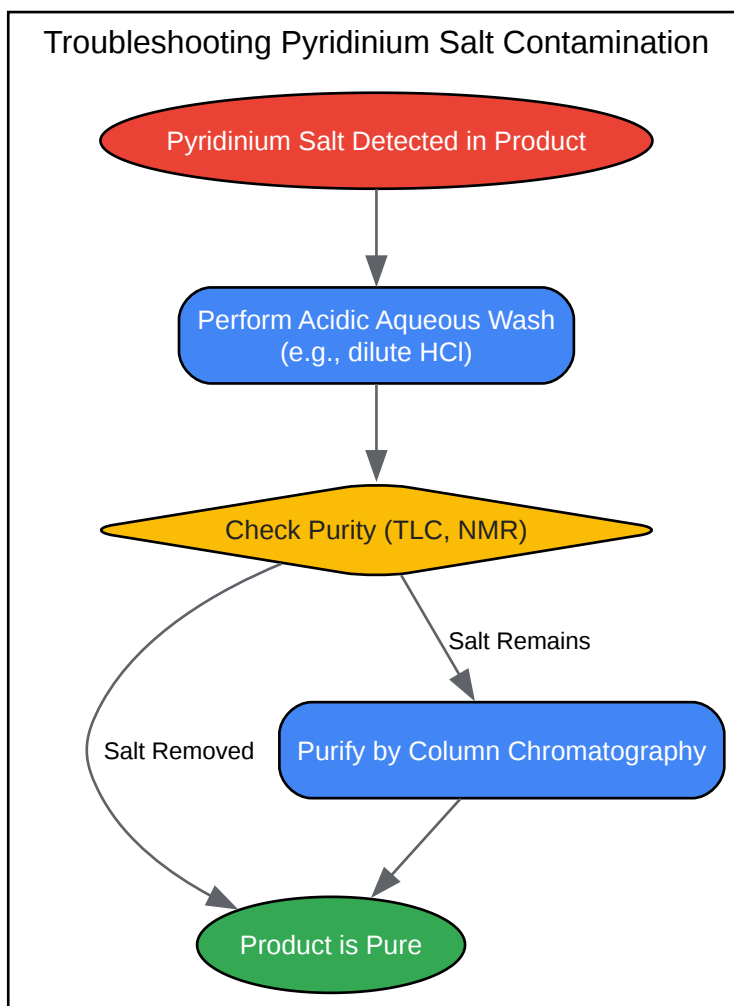 Troubleshooting Pyridinium Salt Contamination
Pyridinium Salt Detected in Product
Perform Acidic Aqueous Wash
(e.g., dilute HCl)
Check Purity (TLC, NMR)
Salt Remains
Salt Removed
Purify by Column Chromatography
Product is Pure